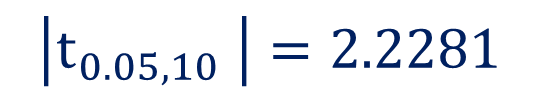 |t₀.₀₅,₁₀ | = 2.2281